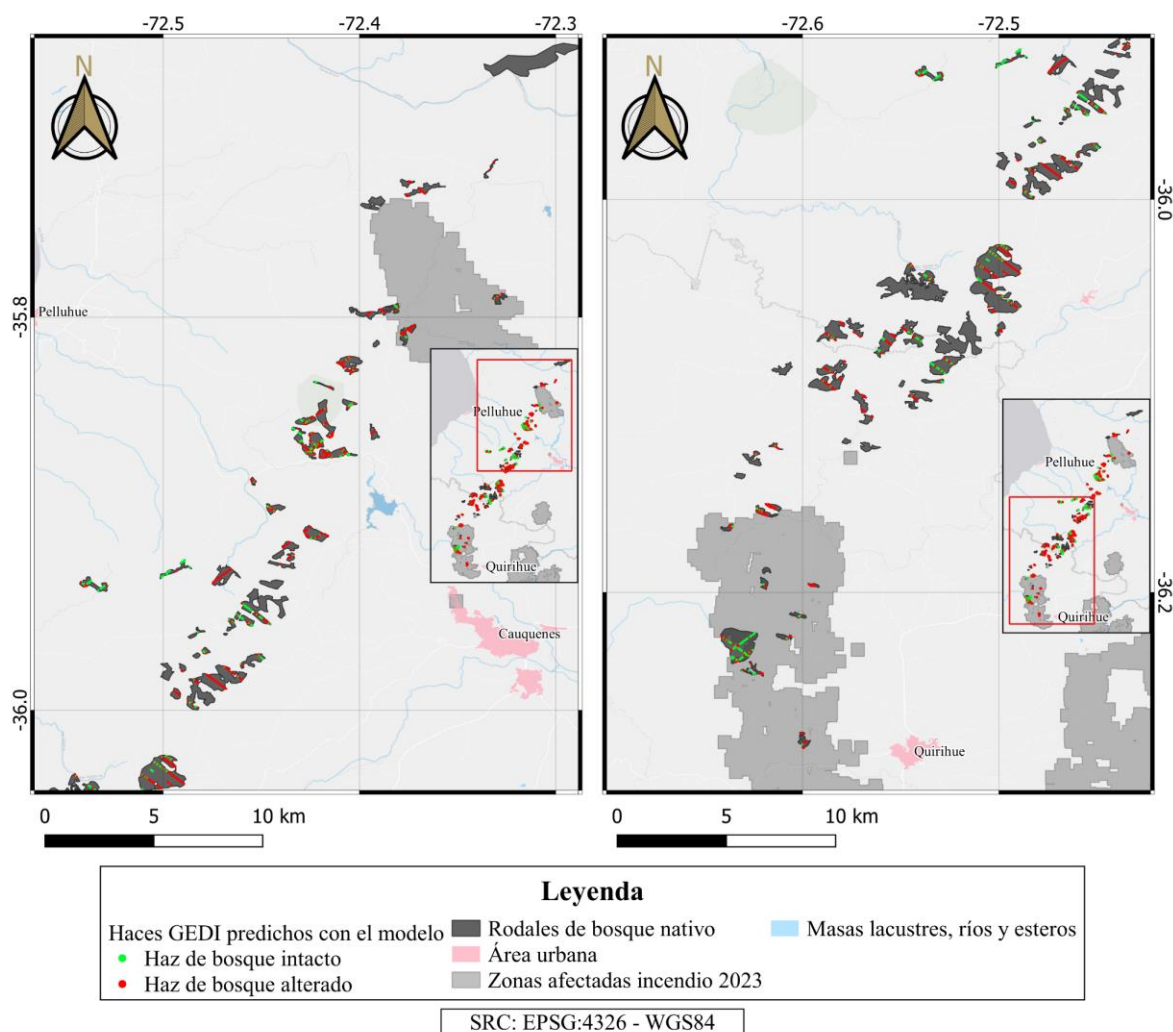 -72.5 -72.4 -72.3
N
-35.8
-36.0
Pelluhue
Cauquenes
Pelluhue
Quirihue
0 5 10 km
-72.6 -72.5
N
-36.0
-36.2
Quirihue
Pelluhue
Quirihue
0 5 10 km
Leyenda
Haces GEDI predichos con el modelo
Haz de bosque intacto
Haz de bosque alterado
Rodales de bosque nativo
Área urbana
Zonas afectadas incendio 2023
Masas lacustres, ríos y esteros
SRC: EPSG:4326 - WGS84